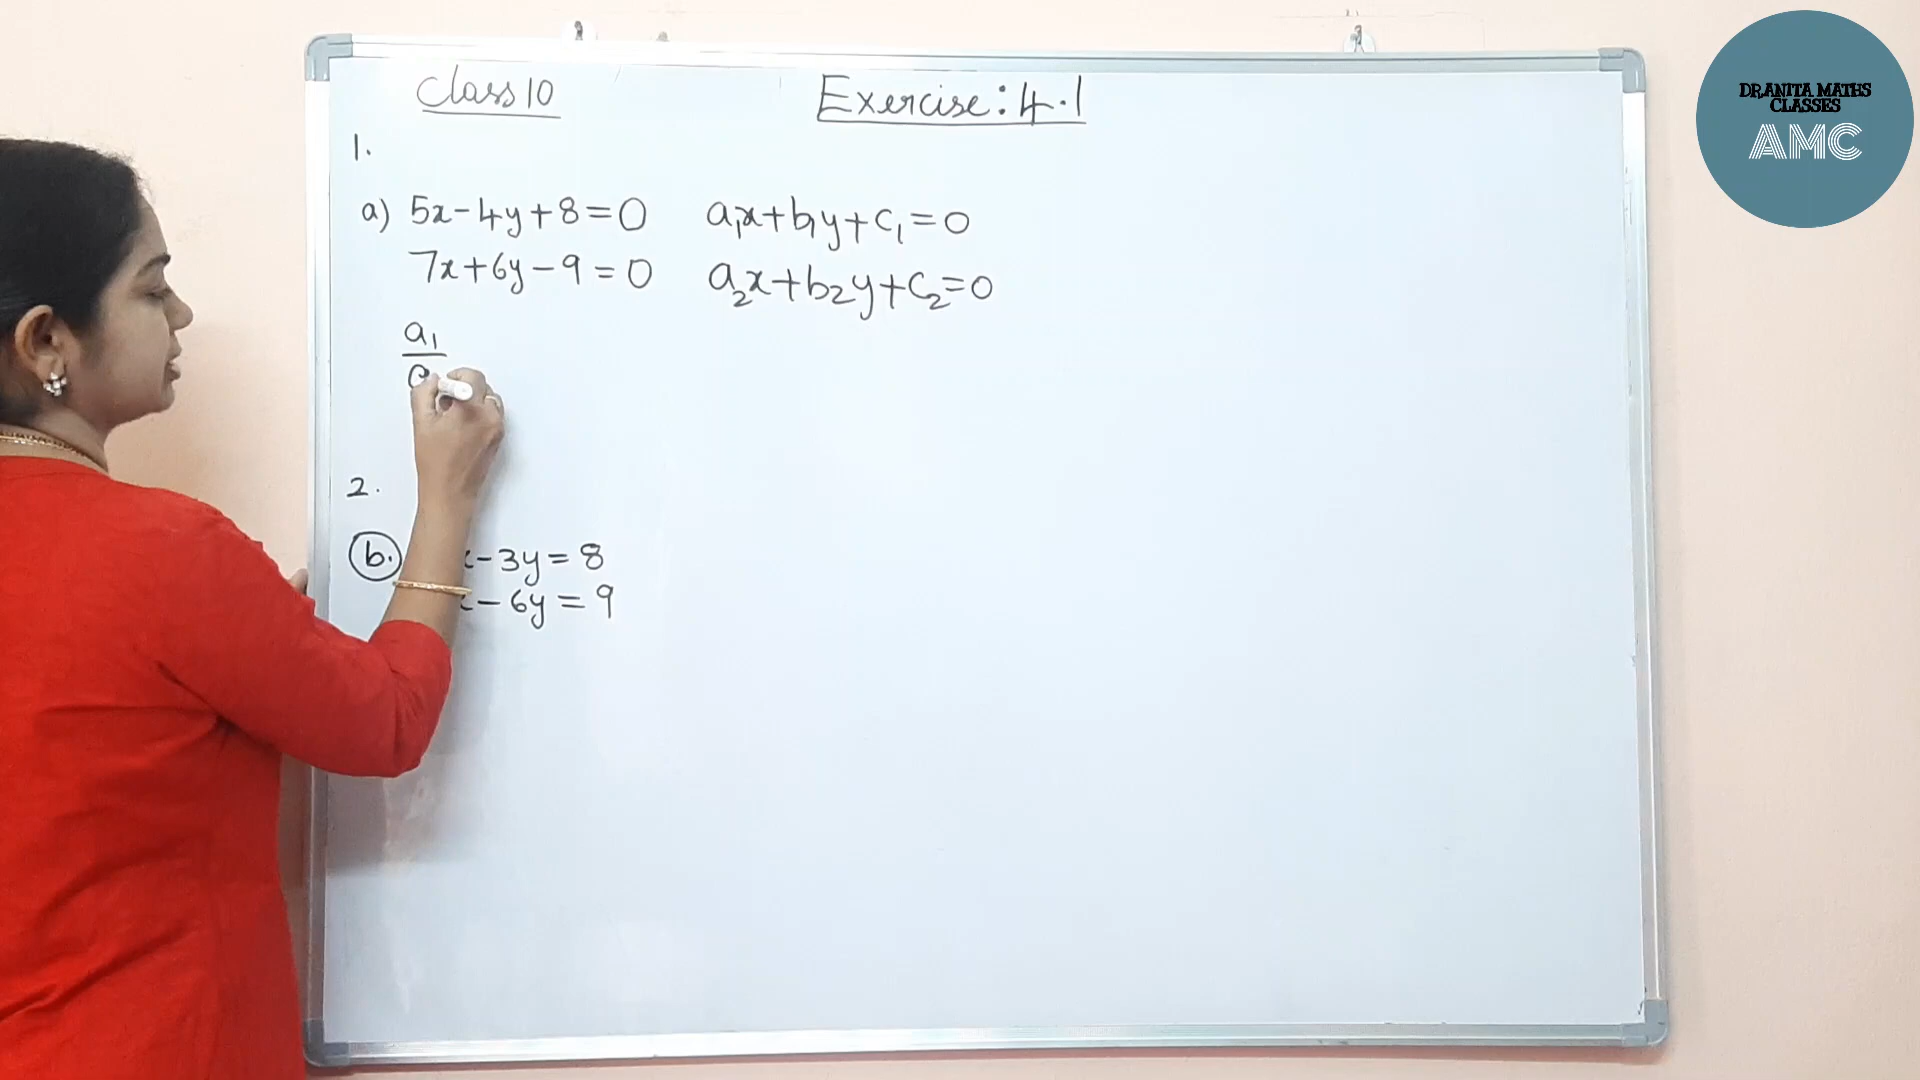 Class 10
Exercise: 4.1
DR.ANITA MATHS
CLASSES
AMC
1.
a) 5x-4y+8=0 a₁x+b₁y+c₁=0
7x+6y-9=0 a₂x+b₂y+c₂=0
a₁
2.
b. -3y=8
-6y=9